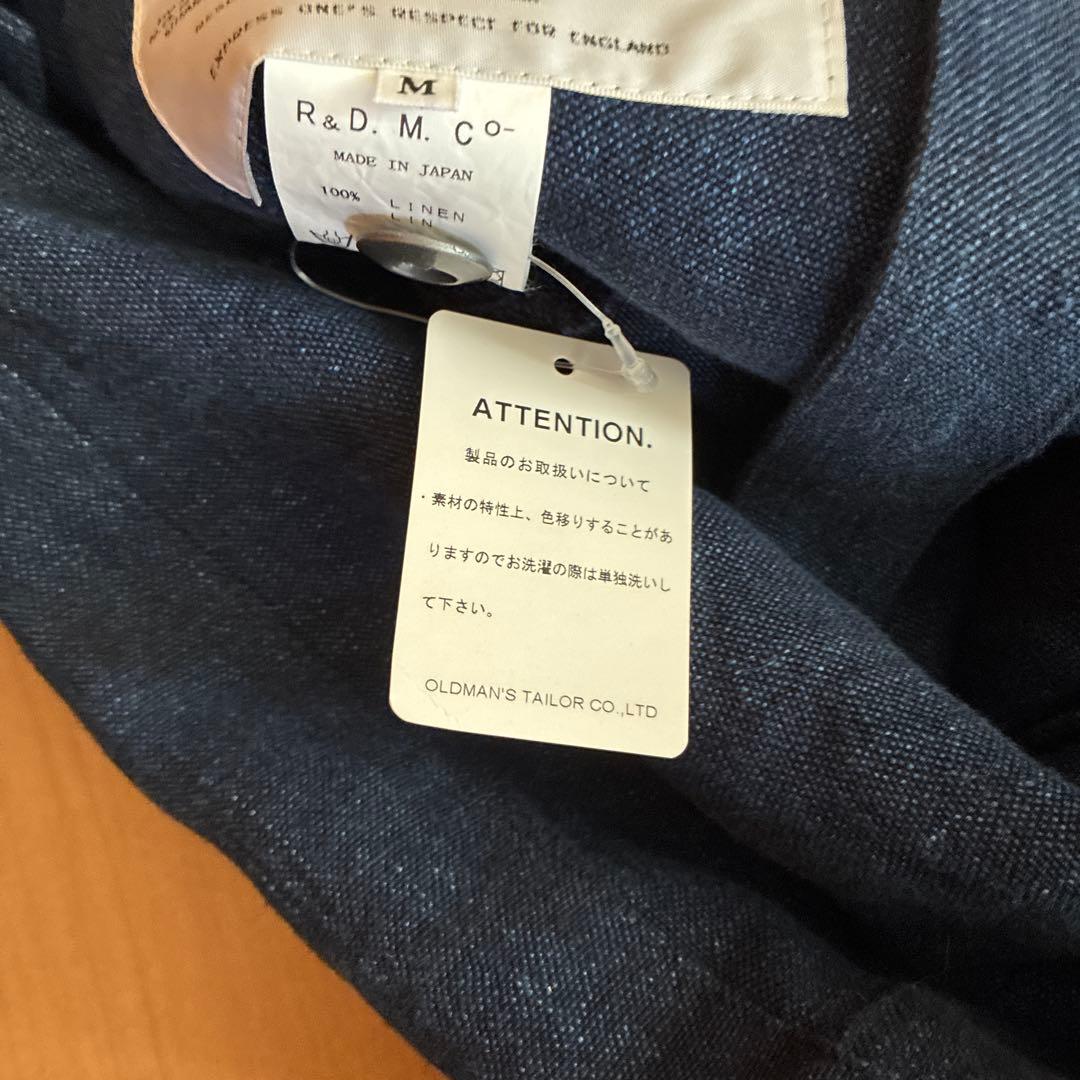 EXPRESS ONE'S RESPECT FOR ENGLAND
M
R & D. M. Co-
MADE IN JAPAN
100% LINEN
LIN
ATTENTION.
製品のお取扱いについて
・素材の特性上、色移りすることがあ
りますのでお洗濯の際は単独洗いし
て下さい。
OLDMAN'S TAILOR CO.,LTD